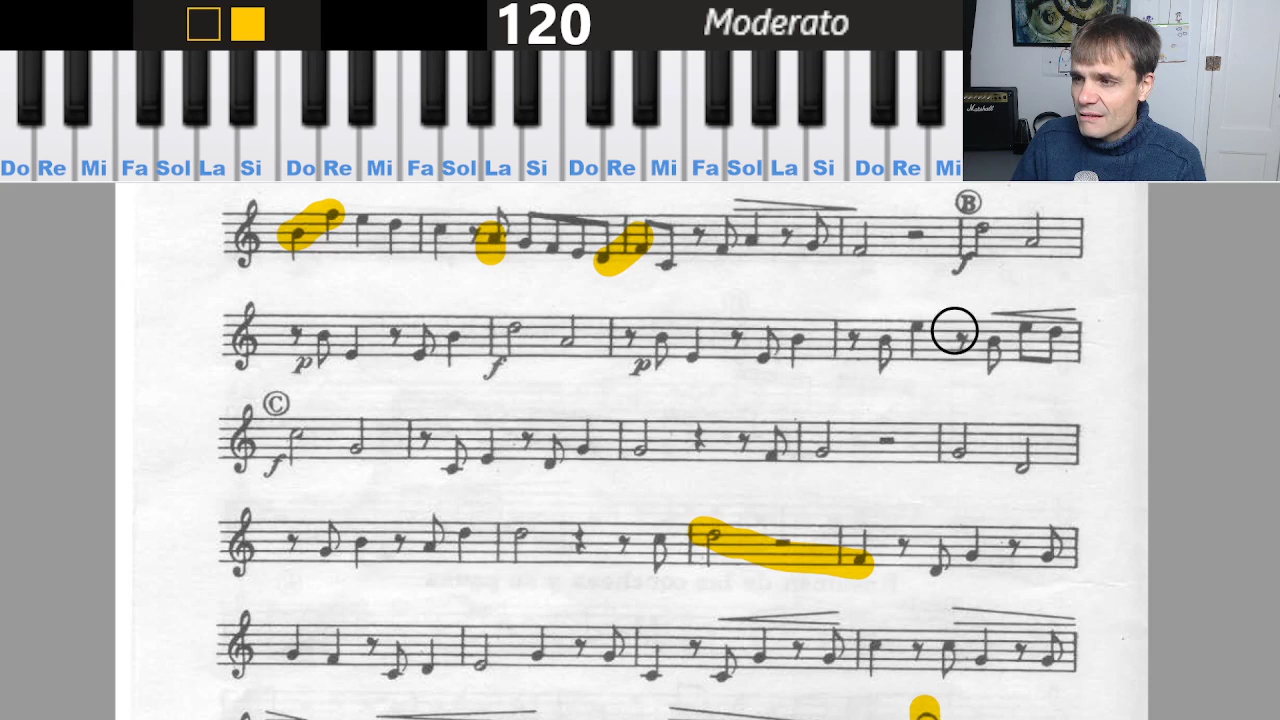 120 Moderato
Do Re Mi Fa Sol La Si Do Re Mi Fa Sol La Si Do Re Mi Fa Sol La Si Do Re Mi
Marshall
B
f
p f p
C
f